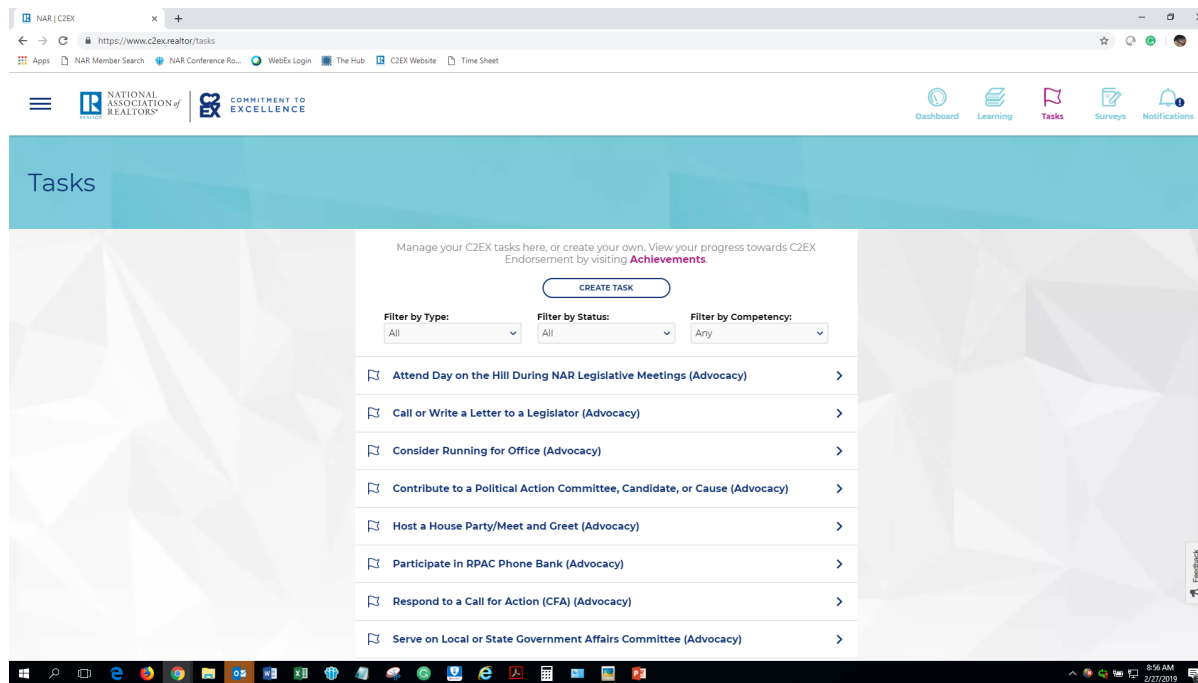 NAR | C2EX
https://www.c2ex.realtor/tasks
Apps NAR Member Search NAR Conference Ro... WebEx Login The Hub C2EX Website Time Sheet
NATIONAL
ASSOCIATION of
REALTORS®
REALTOR
C2
EX
COMMITMENT TO
EXCELLENCE
Dashboard Learning Tasks Surveys Notifications
Tasks
Manage your C2EX tasks here, or create your own. View your progress towards C2EX
Endorsement by visiting Achievements.
CREATE TASK
Filter by Type: Filter by Status: Filter by Competency:
All All Any
Attend Day on the Hill During NAR Legislative Meetings (Advocacy)
Call or Write a Letter to a Legislator (Advocacy)
Consider Running for Office (Advocacy)
Contribute to a Political Action Committee, Candidate, or Cause (Advocacy)
Host a House Party/Meet and Greet (Advocacy)
Participate in RPAC Phone Bank (Advocacy)
Respond to a Call for Action (CFA) (Advocacy)
Serve on Local or State Government Affairs Committee (Advocacy)
Feedback
8:56 AM
2/27/2019